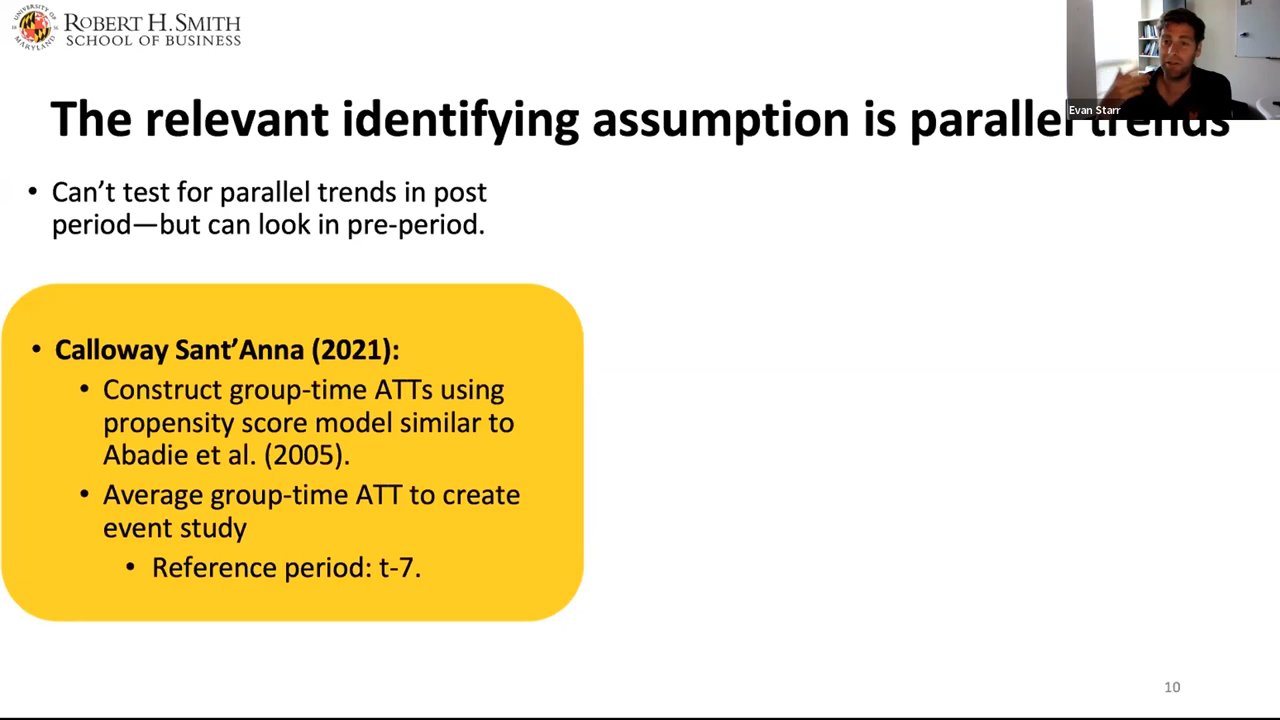 UNIVERSITY OF
MARYLAND
ROBERT H. SMITH
SCHOOL OF BUSINESS
Evan Starr
The relevant identifying assumption is parallel trends
• Can’t test for parallel trends in post
period—but can look in pre-period.
• Calloway Sant’Anna (2021):
• Construct group-time ATTs using
propensity score model similar to
Abadie et al. (2005).
• Average group-time ATT to create
event study
• Reference period: t-7.
10